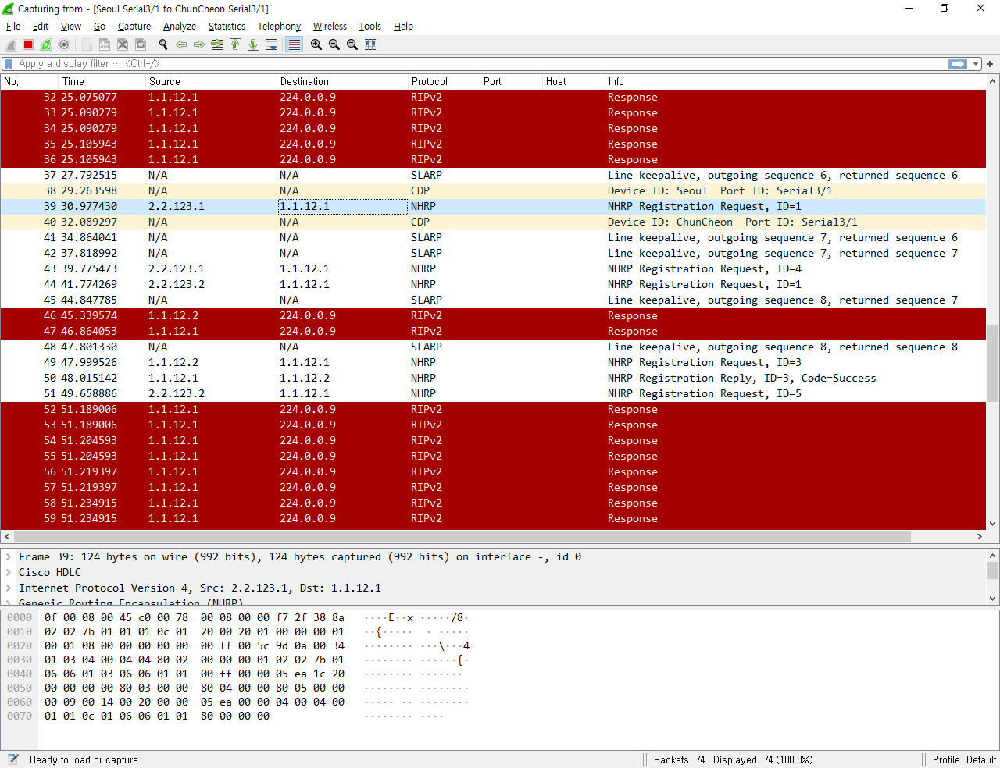 Capturing from - [Seoul Serial3/1 to ChunCheon Serial3/1]
File Edit View Go Capture Analyze Statistics Telephony Wireless Tools Help
Apply a display filter ··· <Ctrl-/>
No. Time Source Destination Protocol Port Host Info
32 25.075077 1.1.12.1 224.0.0.9 RIPv2 Response
33 25.090279 1.1.12.1 224.0.0.9 RIPv2 Response
34 25.090279 1.1.12.1 224.0.0.9 RIPv2 Response
35 25.105943 1.1.12.1 224.0.0.9 RIPv2 Response
36 25.105943 1.1.12.1 224.0.0.9 RIPv2 Response
37 27.792515 N/A N/A SLARP Line keepalive, outgoing sequence 6, returned sequence 6
38 29.263598 N/A N/A CDP Device ID: Seoul Port ID: Serial3/1
39 30.977430 2.2.123.1 1.1.12.1 NHRP NHRP Registration Request, ID=1
40 32.089297 N/A N/A CDP Device ID: ChunCheon Port ID: Serial3/1
41 34.864041 N/A N/A SLARP Line keepalive, outgoing sequence 7, returned sequence 6
42 37.818992 N/A N/A SLARP Line keepalive, outgoing sequence 7, returned sequence 7
43 39.775473 2.2.123.1 1.1.12.1 NHRP NHRP Registration Request, ID=4
44 41.774269 2.2.123.2 1.1.12.1 NHRP NHRP Registration Request, ID=1
45 44.847785 N/A N/A SLARP Line keepalive, outgoing sequence 8, returned sequence 7
46 45.339574 1.1.12.2 224.0.0.9 RIPv2 Response
47 46.864053 1.1.12.1 224.0.0.9 RIPv2 Response
48 47.801330 N/A N/A SLARP Line keepalive, outgoing sequence 8, returned sequence 8
49 47.999526 1.1.12.2 1.1.12.1 NHRP NHRP Registration Request, ID=3
50 48.015142 1.1.12.1 1.1.12.2 NHRP NHRP Registration Reply, ID=3, Code=Success
51 49.658886 2.2.123.2 1.1.12.1 NHRP NHRP Registration Request, ID=5
52 51.189006 1.1.12.1 224.0.0.9 RIPv2 Response
53 51.189006 1.1.12.1 224.0.0.9 RIPv2 Response
54 51.204593 1.1.12.1 224.0.0.9 RIPv2 Response
55 51.204593 1.1.12.1 224.0.0.9 RIPv2 Response
56 51.219397 1.1.12.1 224.0.0.9 RIPv2 Response
57 51.219397 1.1.12.1 224.0.0.9 RIPv2 Response
58 51.234915 1.1.12.1 224.0.0.9 RIPv2 Response
59 51.234915 1.1.12.1 224.0.0.9 RIPv2 Response
Frame 39: 124 bytes on wire (992 bits), 124 bytes captured (992 bits) on interface -, id 0
Cisco HDLC
Internet Protocol Version 4, Src: 2.2.123.1, Dst: 1.1.12.1
Generic Routing Encapsulation (NHRP)
0000 0f 00 08 00 45 c0 00 78 00 08 00 00 f7 2f 38 8a ····E··x ·····/8·
0010 02 02 7b 01 01 01 0c 01 20 00 20 01 00 00 00 01 ··{····· · ·····
0020 00 01 08 00 00 00 00 00 00 ff 00 5c 9d 0a 00 34 ········ ···\···4
0030 01 03 04 00 04 04 80 02 00 00 00 01 02 02 7b 01 ········ ······{·
0040 06 06 01 03 06 06 01 01 00 ff 00 00 05 ea 1c 20 ········ ·······
0050 00 00 00 00 80 03 00 00 80 04 00 00 80 05 00 00 ········ ········
0060 00 09 00 14 00 20 00 00 05 ea 00 00 04 00 04 00 ····· ·· ········
0070 01 01 0c 01 06 06 01 01 80 00 00 00 ········ ····
Ready to load or capture
Packets: 74 · Displayed: 74 (100,0%)
Profile: Default